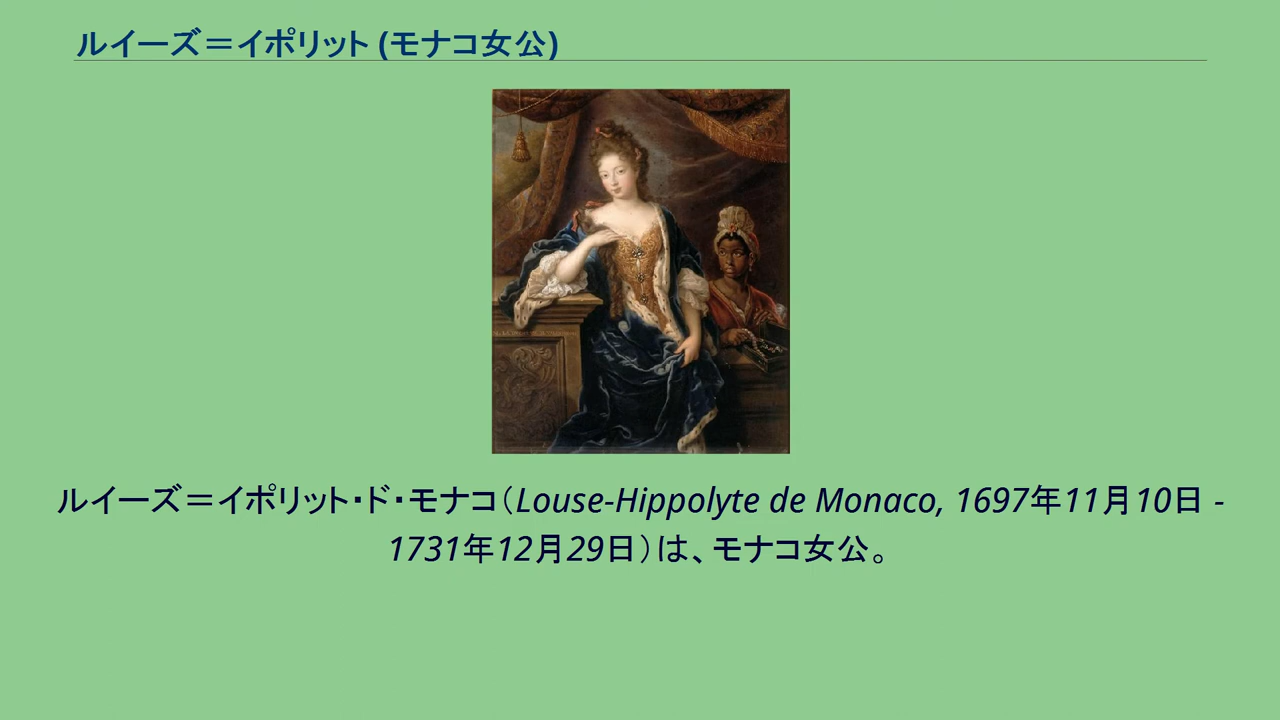 ルイーズ＝イポリット (モナコ女公)
ルイーズ＝イポリット・ド・モナコ（Louse-Hippolyte de Monaco, 1697年11月10日 -
1731年12月29日）は、モナコ女公。